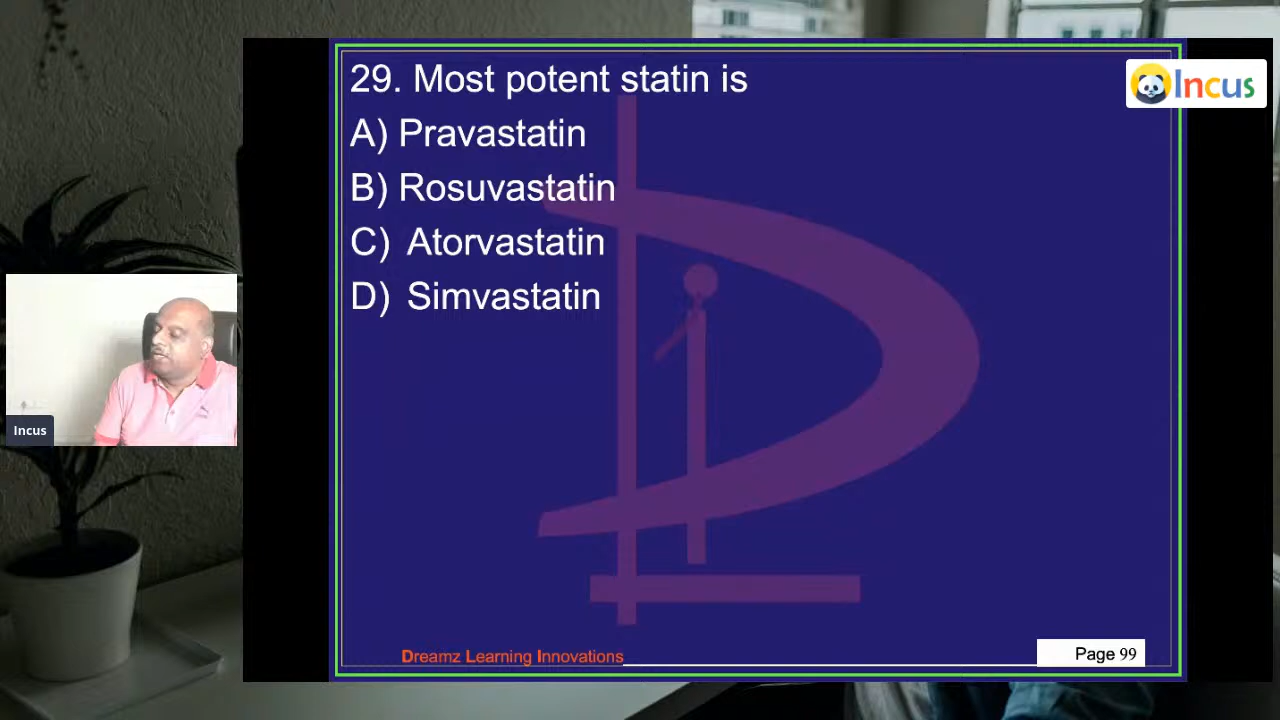 29. Most potent statin is
A) Pravastatin
B) Rosuvastatin
C) Atorvastatin
D) Simvastatin
Incus
Incus
Dreamz Learning Innovations
Page 99